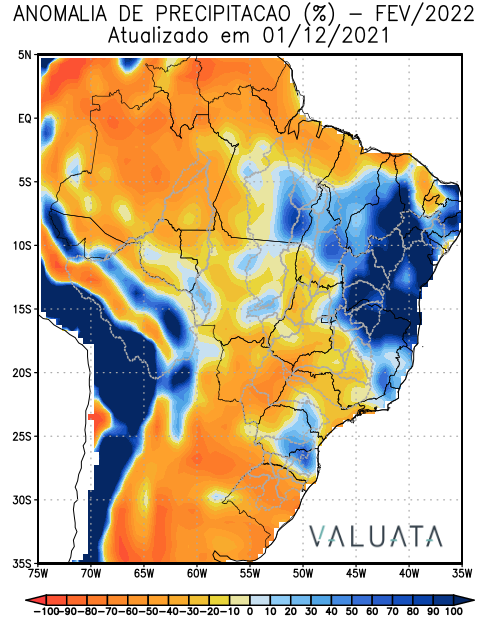 ANOMALIA DE PRECIPITACAO (%) – FEV/2022
Atualizado em 01/12/2021
5N
EQ
5S
10S
15S
20S
25S
30S
35S
VALUATA
75W 70W 65W 60W 55W 50W 45W 40W 35W
-100-90-80-70-60-50-40-30-20-10 0 10 20 30 40 50 60 70 80 90 100